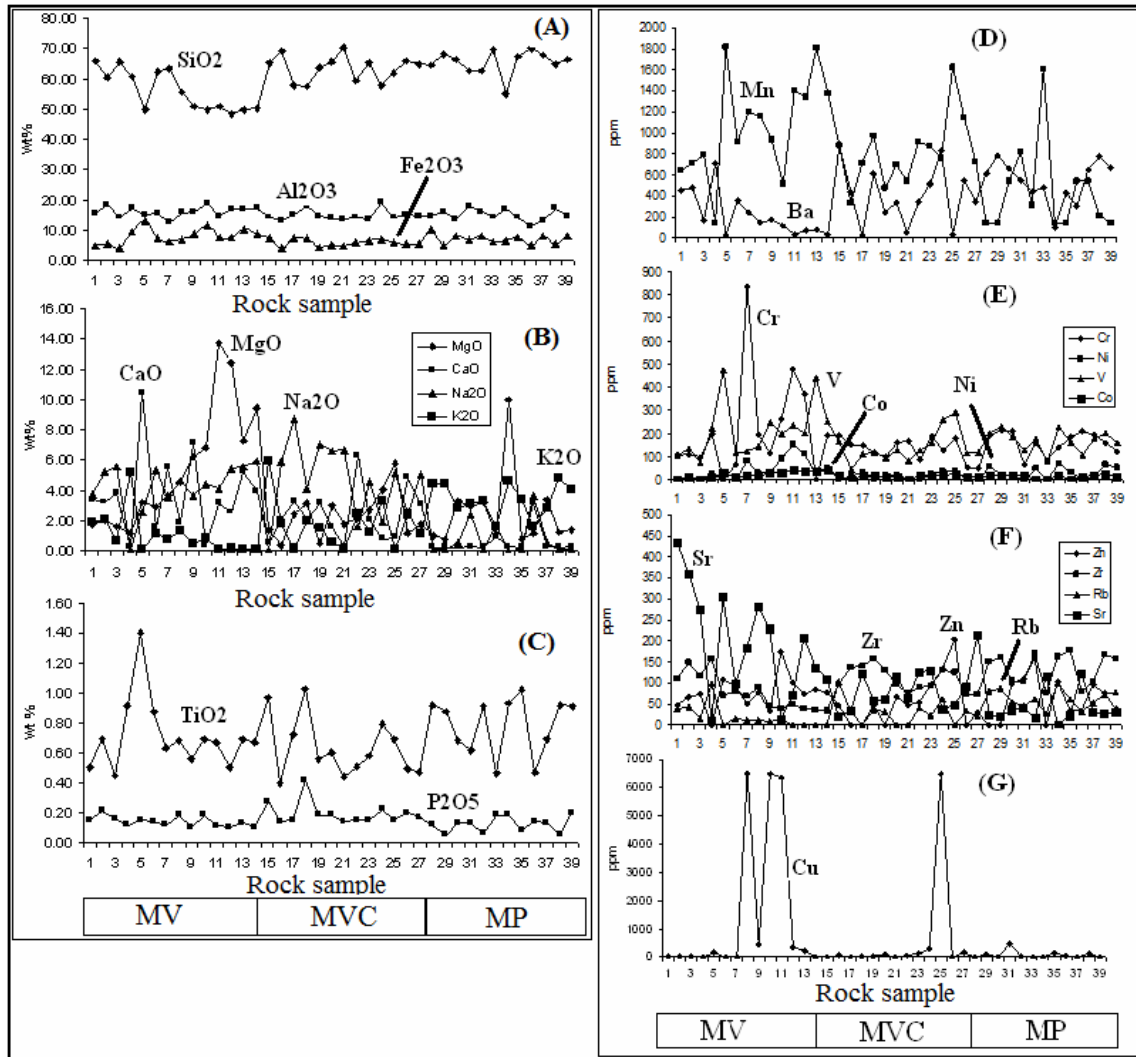 (A)
80.00
70.00
60.00
50.00
40.00
30.00
20.00
10.00
0.00
Wt%
SiO2
Fe2O3
Al2O3
1 3 5 7 9 11 13 15 17 19 21 23 25 27 29 31 33 35 37 39
Rock sample
(B)
16.00
14.00
12.00
10.00
8.00
6.00
4.00
2.00
0.00
Wt%
CaO
MgO
Na2O
K2O
MgO
CaO
Na2O
K2O
1 3 5 7 9 11 13 15 17 19 21 23 25 27 29 31 33 35 37 39
Rock sample
(C)
1.60
1.40
1.20
1.00
0.80
0.60
0.40
0.20
0.00
Wt %
TiO2
P2O5
1 3 5 7 9 11 13 15 17 19 21 23 25 27 29 31 33 35 37 39
Rock sample
MV MVC MP
(D)
2000
1800
1600
1400
1200
1000
800
600
400
200
0
ppm
Mn
Ba
1 3 5 7 9 11 13 15 17 19 21 23 25 27 29 31 33 35 37 39
(E)
900
800
700
600
500
400
300
200
100
0
ppm
Cr
V
Co
Ni
Cr
Ni
V
Co
1 3 5 7 9 11 13 15 17 19 21 23 25 27 29 31 33 35 37 39
(F)
500
450
400
350
300
250
200
150
100
50
0
ppm
Sr
Zr
Zn
Rb
Zn
Zr
Rb
Sr
1 3 5 7 9 11 13 15 17 19 21 23 25 27 29 31 33 35 37 39
(G)
7000
6000
5000
4000
3000
2000
1000
0
ppm
Cu
1 3 5 7 9 11 13 15 17 19 21 23 25 27 29 31 33 35 37 39
Rock sample
MV MVC MP